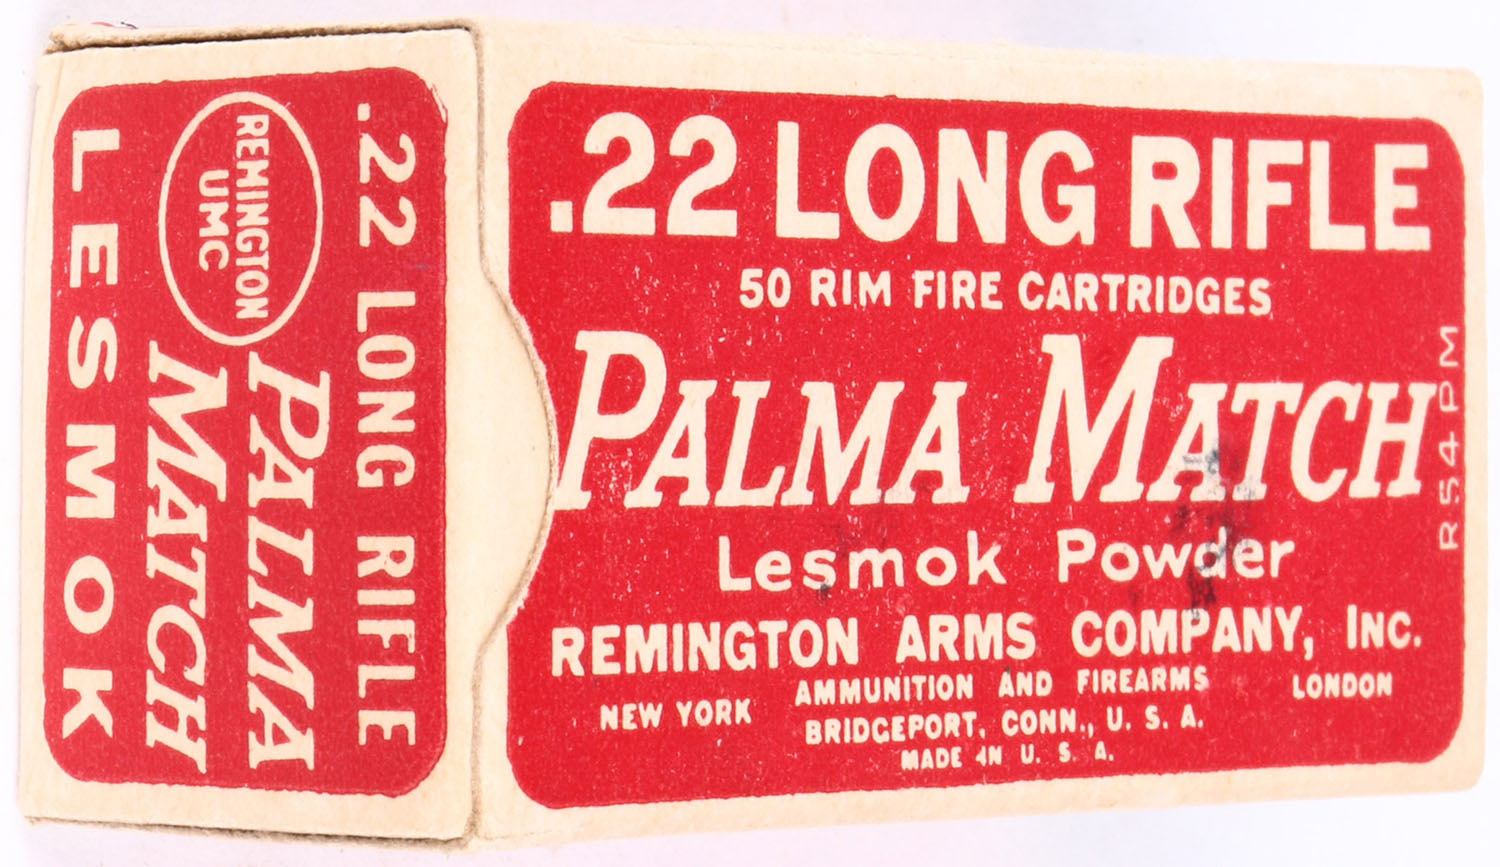 .22 LONG RIFLE
REMINGTON
UMC
PALMA
MATCH
LESMOK
.22 LONG RIFLE
50 RIM FIRE CARTRIDGES
PALMA MATCH
Lesmok Powder
REMINGTON ARMS COMPANY, INC.
AMMUNITION AND FIREARMS
NEW YORK
LONDON
BRIDGEPORT, CONN., U. S. A.
MADE IN U. S. A.
R54PM